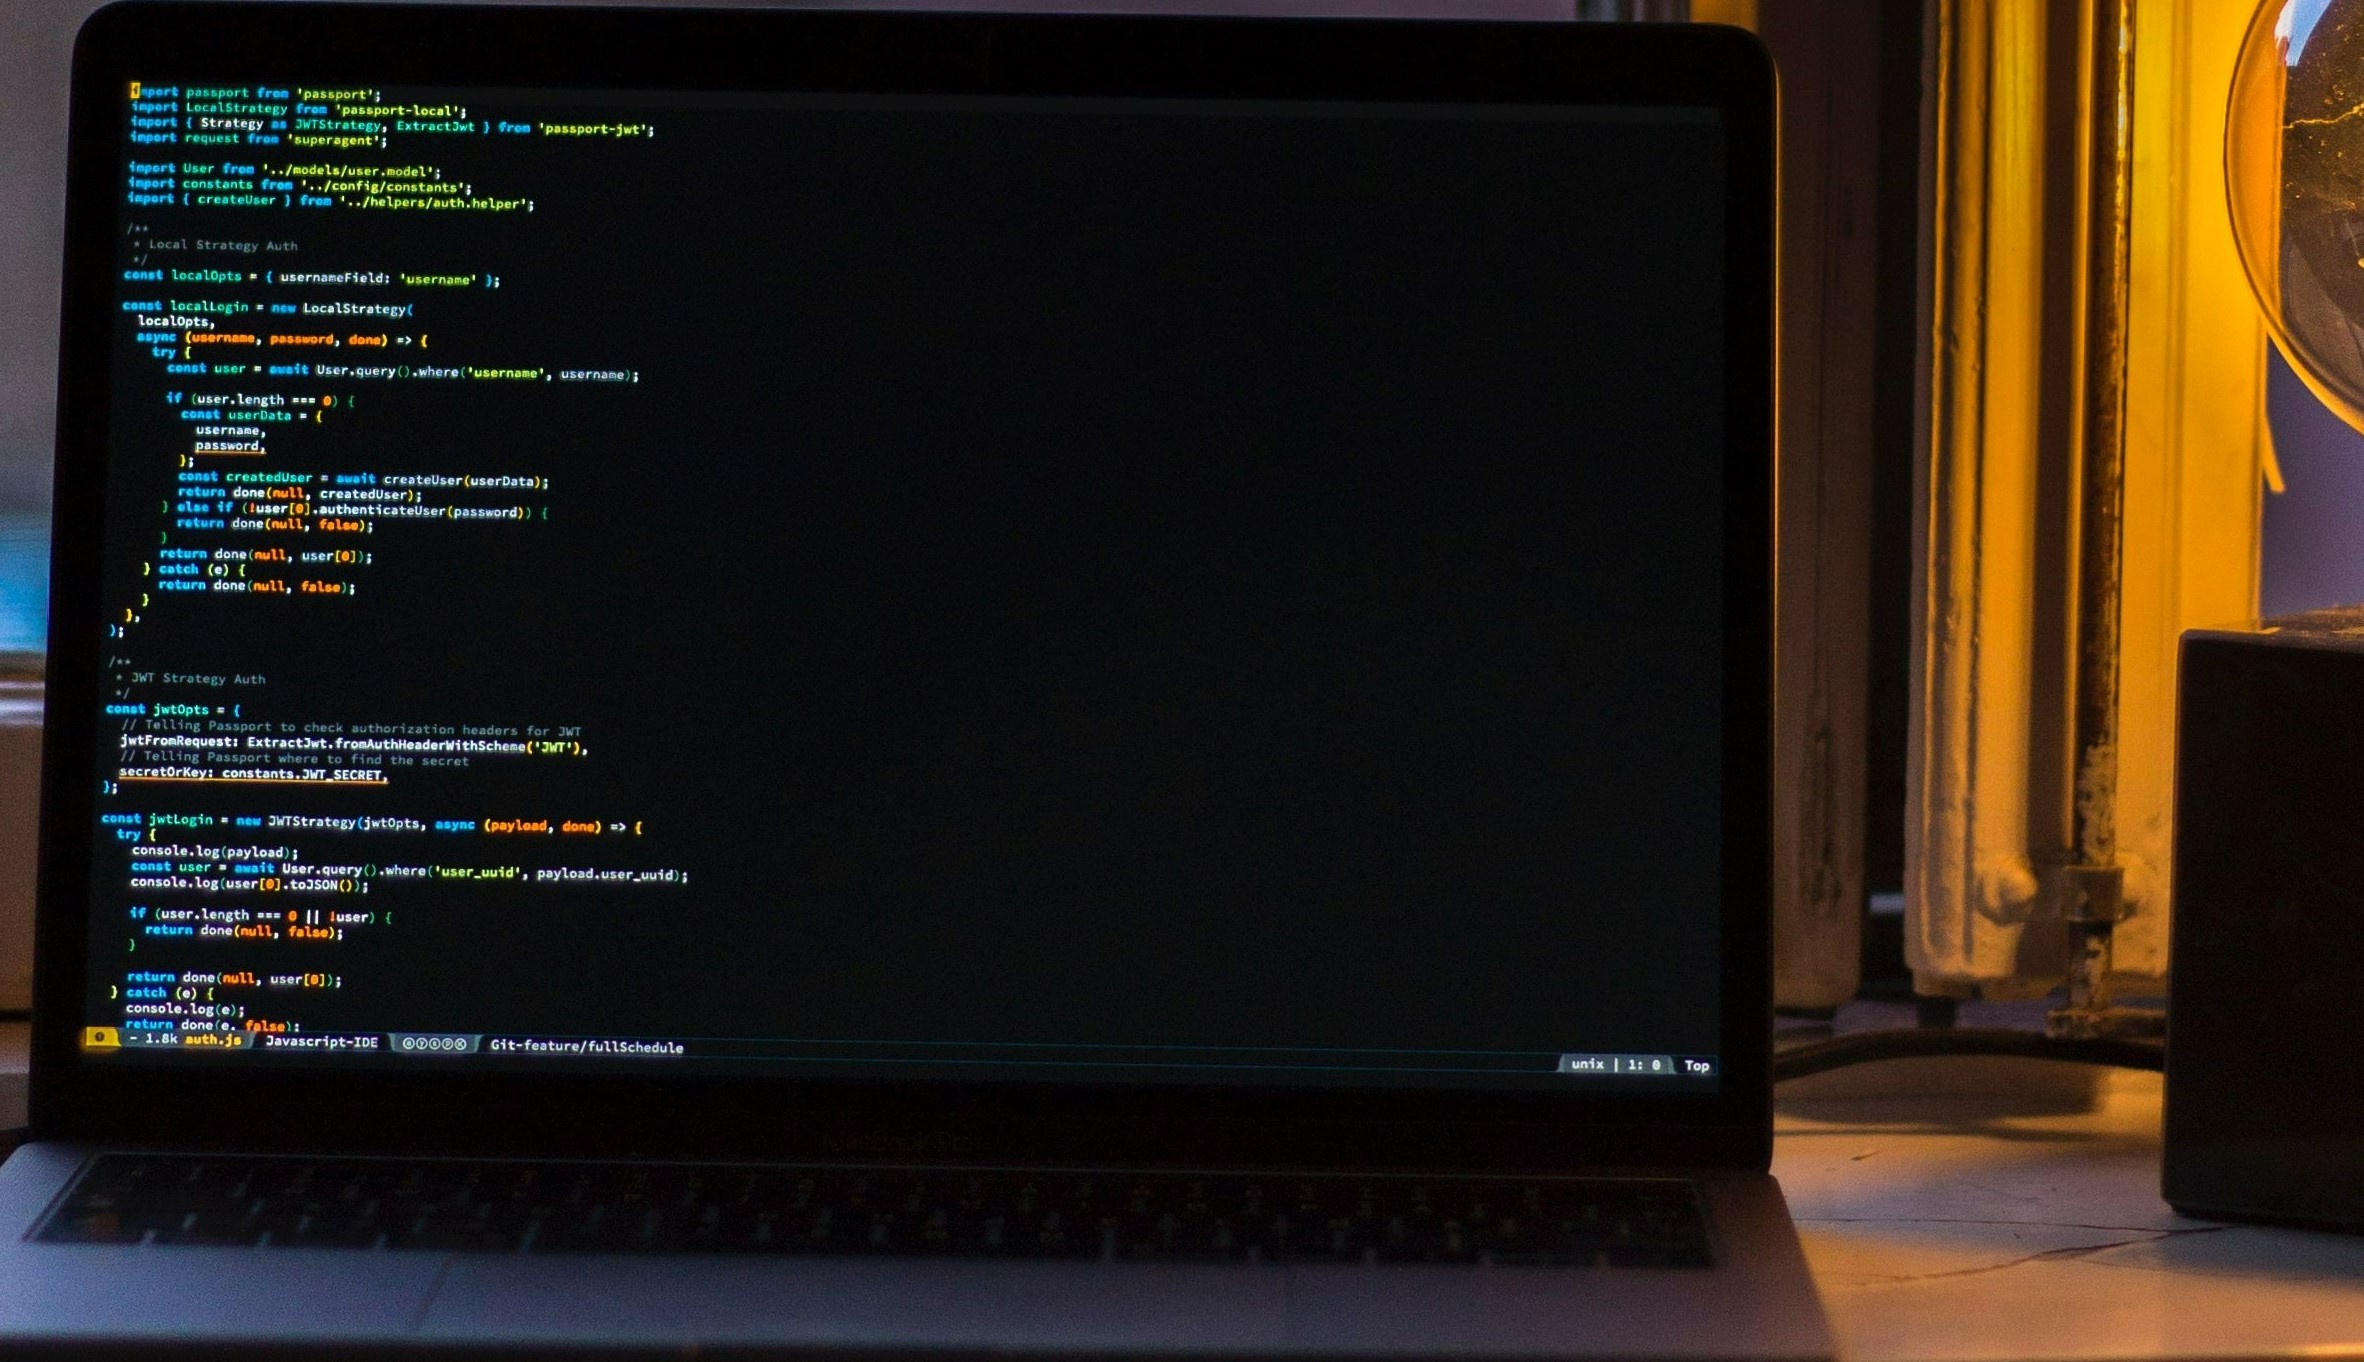 import passport from 'passport';
import LocalStrategy from 'passport-local';
import { Strategy as JWTStrategy, ExtractJwt } from 'passport-jwt';
import request from 'superagent';

import User from '../models/user.model';
import constants from '../config/constants';
import { createUser } from '../helpers/auth.helper';

/**
 * Local Strategy Auth
 */
const localOpts = { usernameField: 'username' };

const localLogin = new LocalStrategy(
  localOpts,
  async (username, password, done) => {
    try {
      const user = await User.query().where('username', username);

      if (user.length === 0) {
        const userData = {
          username,
          password,
        };
        const createdUser = await createUser(userData);
        return done(null, createdUser);
      } else if (!user[0].authenticateUser(password)) {
        return done(null, false);
      }
      return done(null, user[0]);
    } catch (e) {
      return done(null, false);
    }
  },
);

/**
 * JWT Strategy Auth
 */
const jwtOpts = {
  // Telling Passport to check authorization headers for JWT
  jwtFromRequest: ExtractJwt.fromAuthHeaderWithScheme('JWT'),
  // Telling Passport where to find the secret
  secretOrKey: constants.JWT_SECRET,
};

const jwtLogin = new JWTStrategy(jwtOpts, async (payload, done) => {
  try {
    console.log(payload);
    const user = await User.query().where('user_uuid', payload.user_uuid);
    console.log(user[0].toJSON());

    if (user.length === 0 || !user) {
      return done(null, false);
    }

    return done(null, user[0]);
  } catch (e) {
    console.log(e);
    return done(e, false);
- 1.8k auth.js Javascript-IDE Git-feature/fullSchedule unix | 1: 0 Top